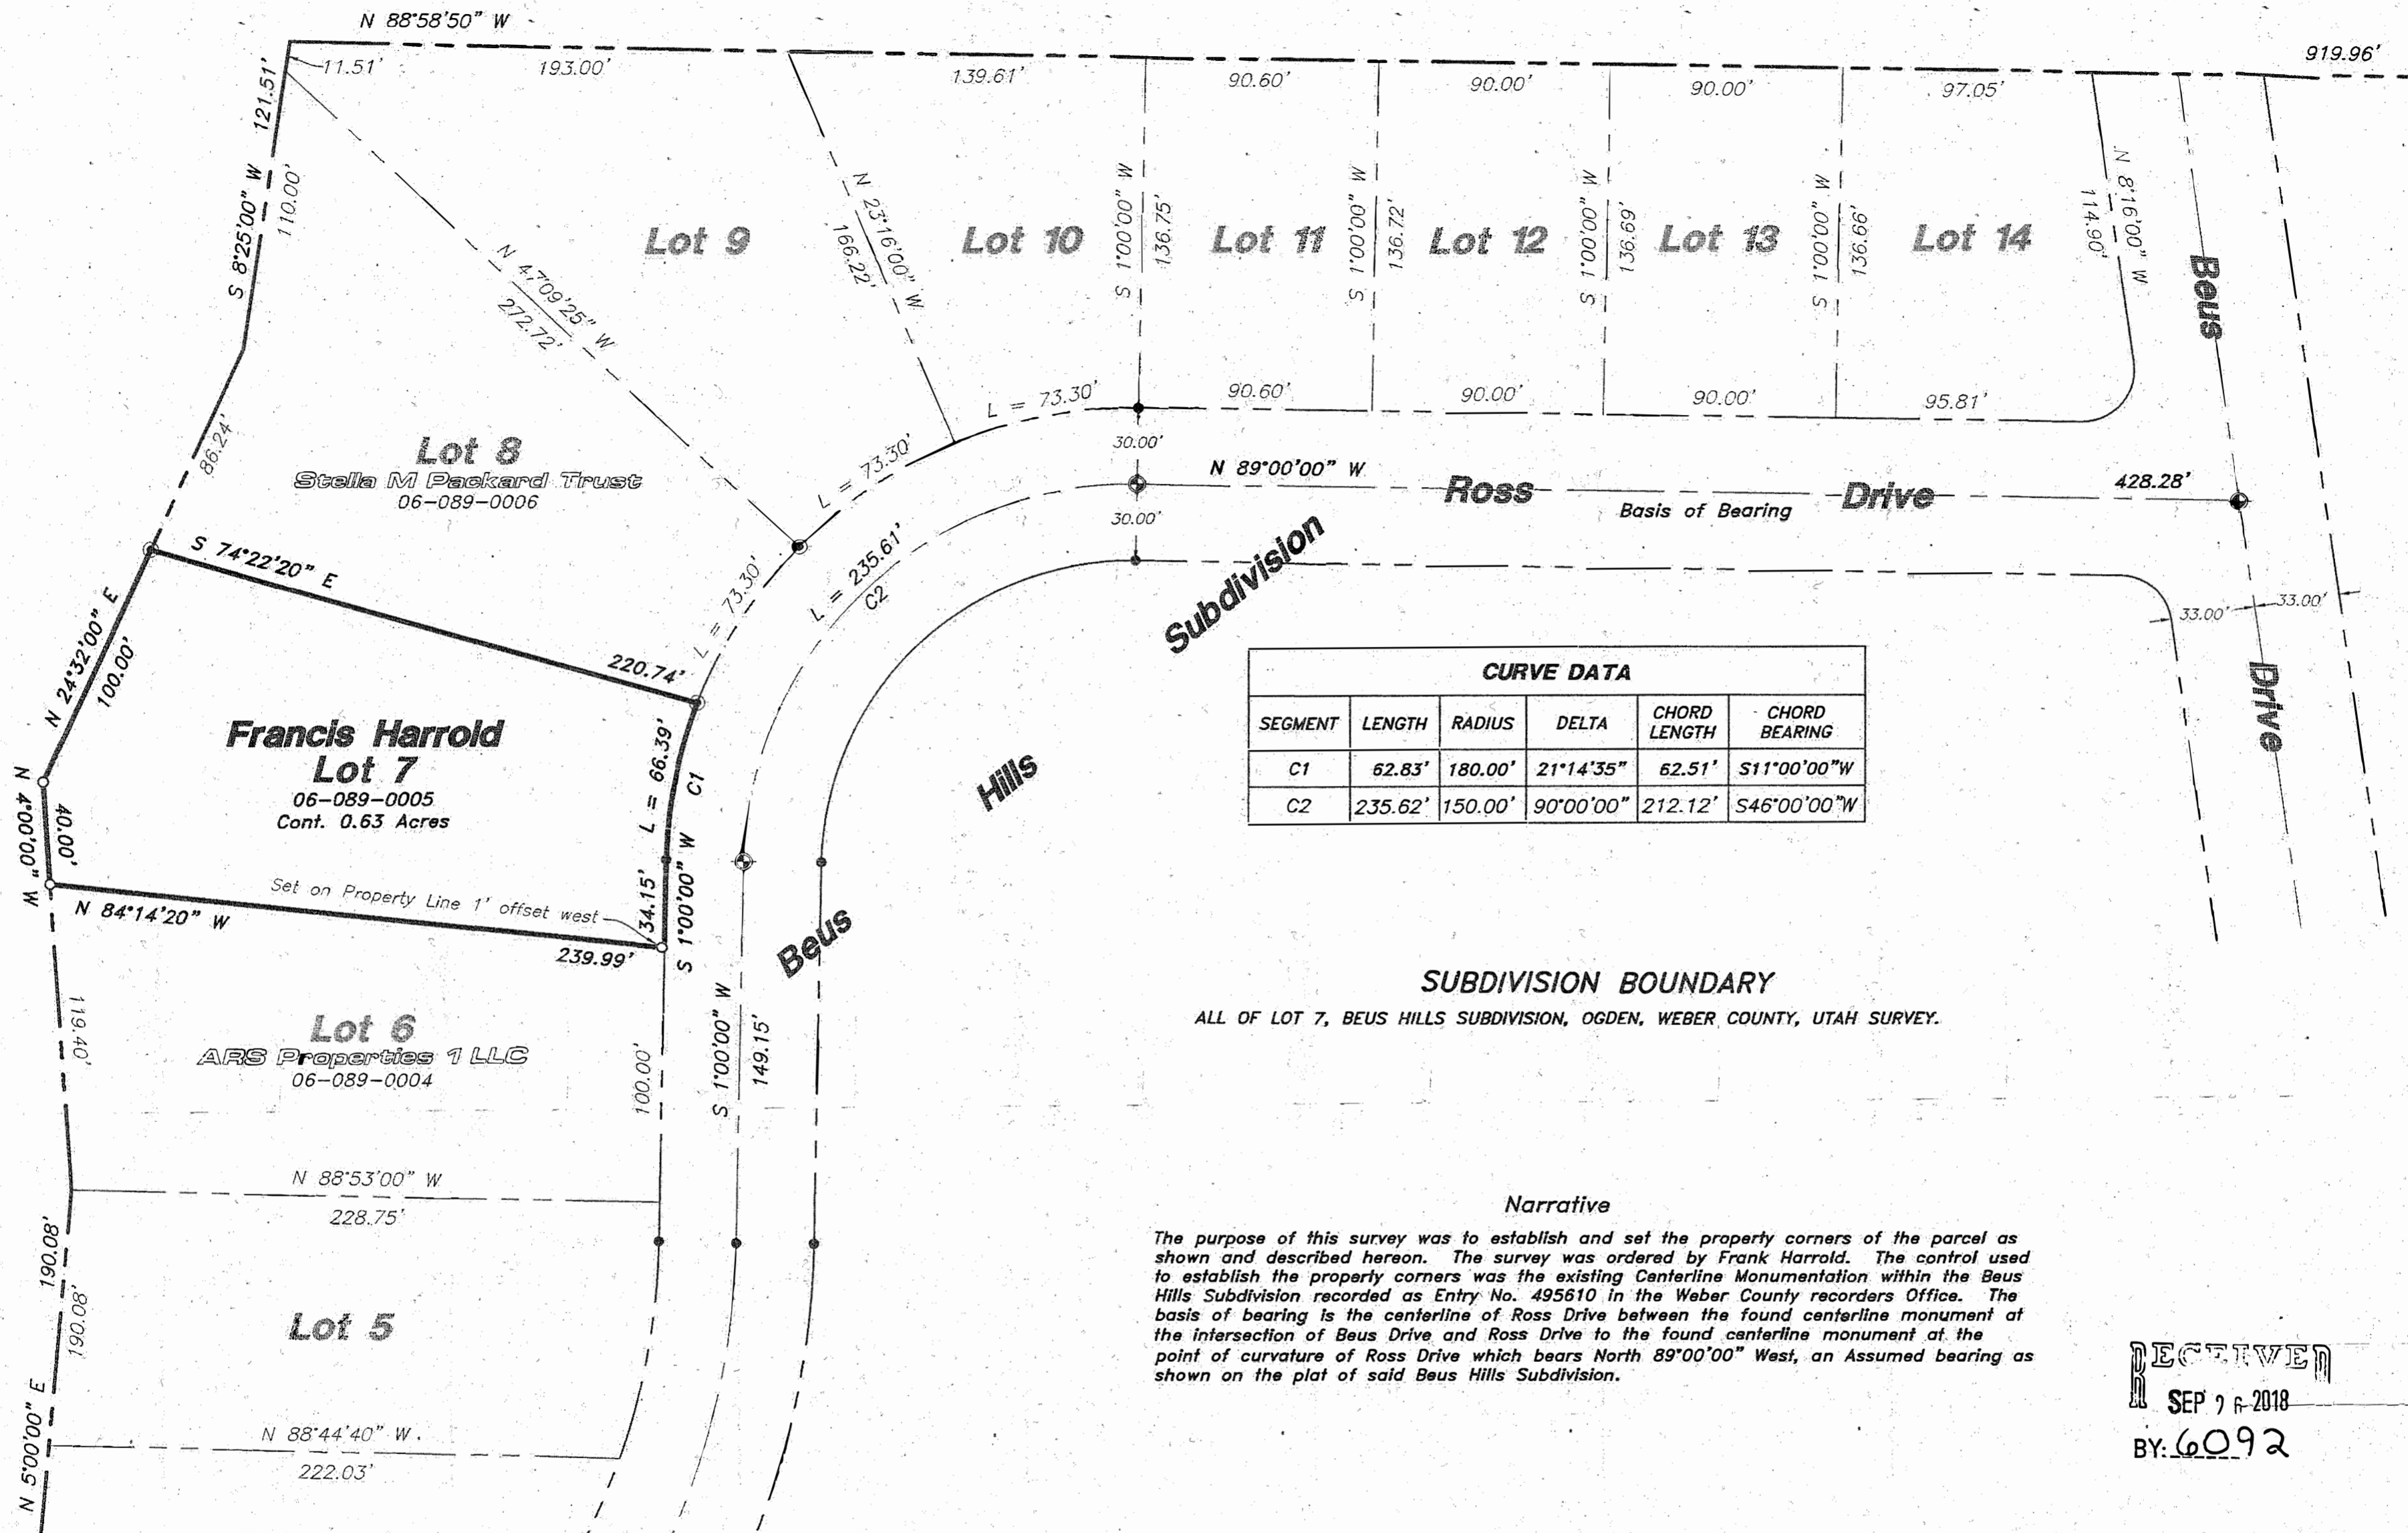 N 88°58'50" W
919.96'
11.51'
193.00'
139.61'
90.60'
90.00'
90.00'
97.05'
121.51'
S 8°25'00" W
110.00'
N 47°09'25" W
272.72'
Lot 9
N 23°16'00" W
166.22'
Lot 10
S 1°00'00" W
136.75'
Lot 11
S 1°00'00" W
136.72'
Lot 12
S 1°00'00" W
136.69'
Lot 13
S 1°00'00" W
136.66'
Lot 14
N 8°16'00" W
114.90'
Beus
Drive
86.24'
Lot 8
Stella M Packard Trust
06-089-0006
L = 73.30'
L = 73.30'
L = 73.30'
90.60'
90.00'
90.00'
95.81'
30.00'
30.00'
N 89°00'00" W
Ross Drive
Basis of Bearing
428.28'
L = 235.61'
C2
33.00'
33.00'
Beus Hills Subdivision
S 74°22'20" E
220.74'
N 24°32'00" E
100.00'
Francis Harrold
Lot 7
06-089-0005
Cont. 0.63 Acres
L = 66.39'
C1
N 4°00'00" W
40.00'
Set on Property Line 1' offset west
34.15'
S 1°00'00" W
N 84°14'20" W
239.99'
CURVE DATA
SEGMENT LENGTH RADIUS DELTA CHORD LENGTH CHORD BEARING
C1 62.83' 180.00' 21°14'35" 62.51' S11°00'00"W
C2 235.62' 150.00' 90°00'00" 212.12' S46°00'00"W
119.40'
Lot 6
ARS Properties 1 LLC
06-089-0004
100.00'
S 1°00'00" W
149.15'
N 88°53'00" W
228.75'
190.08'
190.08'
N 5°00'00" E
Lot 5
N 88°44'40" W
222.03'
SUBDIVISION BOUNDARY
ALL OF LOT 7, BEUS HILLS SUBDIVISION, OGDEN, WEBER COUNTY, UTAH SURVEY.
Narrative
The purpose of this survey was to establish and set the property corners of the parcel as
shown and described hereon. The survey was ordered by Frank Harrold. The control used
to establish the property corners was the existing Centerline Monumentation within the Beus
Hills Subdivision recorded as Entry No. 495610 in the Weber County recorders Office. The
basis of bearing is the centerline of Ross Drive between the found centerline monument at
the intersection of Beus Drive and Ross Drive to the found centerline monument at the
point of curvature of Ross Drive which bears North 89°00'00" West, an Assumed bearing as
shown on the plat of said Beus Hills Subdivision.
RECEIVED
SEP 26 2018
BY: 6092